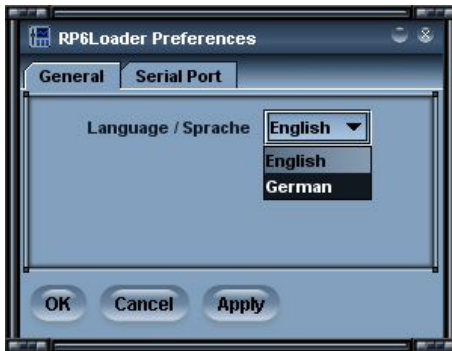 RP6Loader Preferences
General Serial Port
Language / Sprache English
English
German
OK Cancel Apply